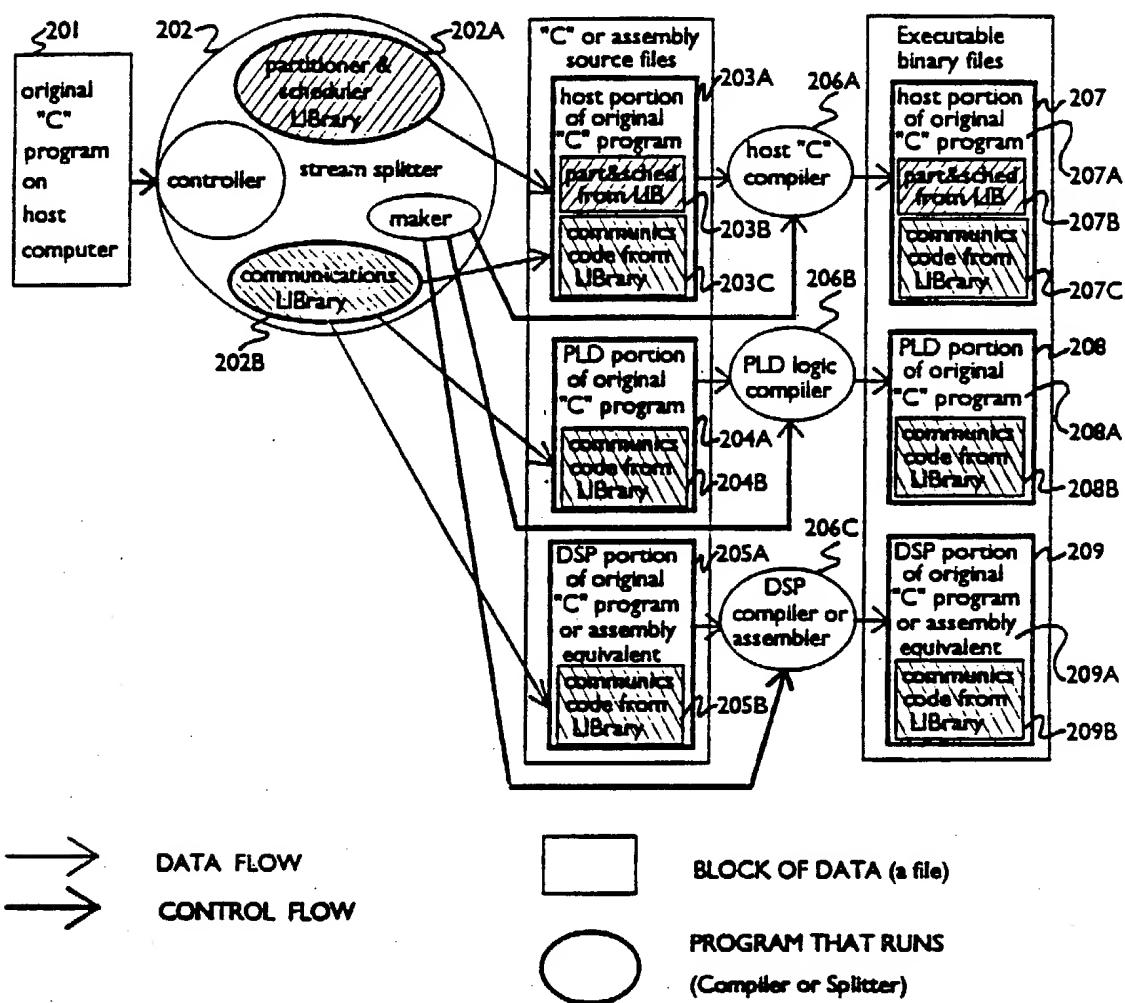 201
original
"C"
program
on
host
computer
202
202A
partitioner &
scheduler
LIBrary
controller
stream splitter
maker
communications
LIBrary
202B
"C" or assembly
source files
203A
host portion
of original
"C" program
part&sched
from LIB
203B
communics
code from
LIBrary
203C
PLD portion
of original
"C" program
204A
communics
code from
LIBrary
204B
205A
DSP portion
of original
"C" program
or assembly
equivalent
communics
code from
LIBrary
205B
206A
host "C"
compiler
206B
PLD logic
compiler
206C
DSP
compiler or
assembler
Executable
binary files
host portion
of original
"C" program
207
207A
part&sched
from LIB
207B
communics
code from
LIBrary
207C
PLD portion
of original
"C" program
208
208A
communics
code from
LIBrary
208B
DSP portion
of original
"C" program
or assembly
equivalent
209
209A
communics
code from
LIBrary
209B
DATA FLOW
CONTROL FLOW
BLOCK OF DATA (a file)
PROGRAM THAT RUNS
(Compiler or Splitter)